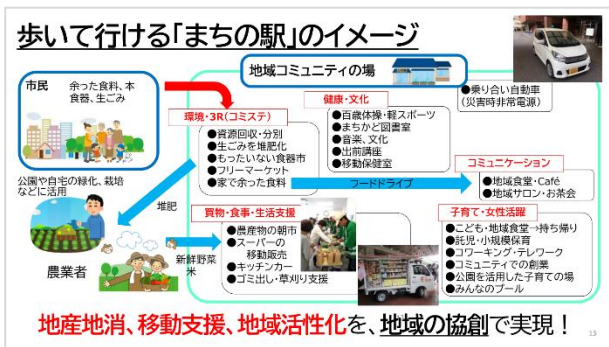 歩いて行ける「まちの駅」のイメージ
市民
余った食料、本
食器、生ごみ
地域コミュニティの場
●乗り合い自動車
（災害時非常電源）
環境・3R(コミステ)
●資源回収・分別
●生ごみを堆肥化
●もったいない食器市
●フリーマーケット
●家で余った食料
健康・文化
●百歳体操・軽スポーツ
●まちかど図書室
●音楽、文化
●出前講座
●移動保健室
フードドライブ
コミュニケーション
●地域食堂・Café
●地域サロン・お茶会
公園や自宅の緑化、栽培
などに活用
堆肥
農業者
新鮮野菜
米
買物・食事・生活支援
●農産物の朝市
●スーパーの
移動販売
●キッチンカー
●ゴミ出し・草刈り支援
子育て・女性活躍
●こども・地域食堂→持ち帰り
●託児・小規模保育
●コワーキング・テレワーク
●コミュニティでの創業
●公園を活用した子育ての場
●みんなのプール
地産地消、移動支援、地域活性化を、地域の協創で実現！
15